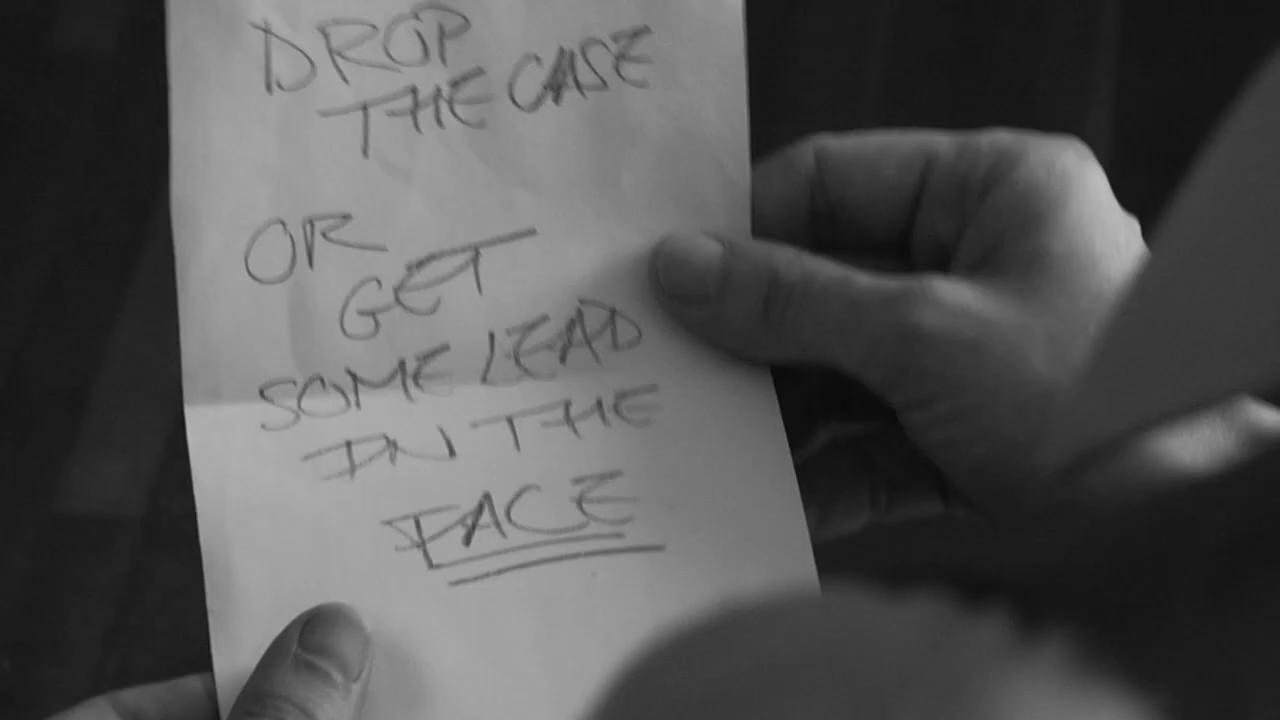 DROP
THE CASE
OR
GET
SOME LEAD
IN THE
FACE